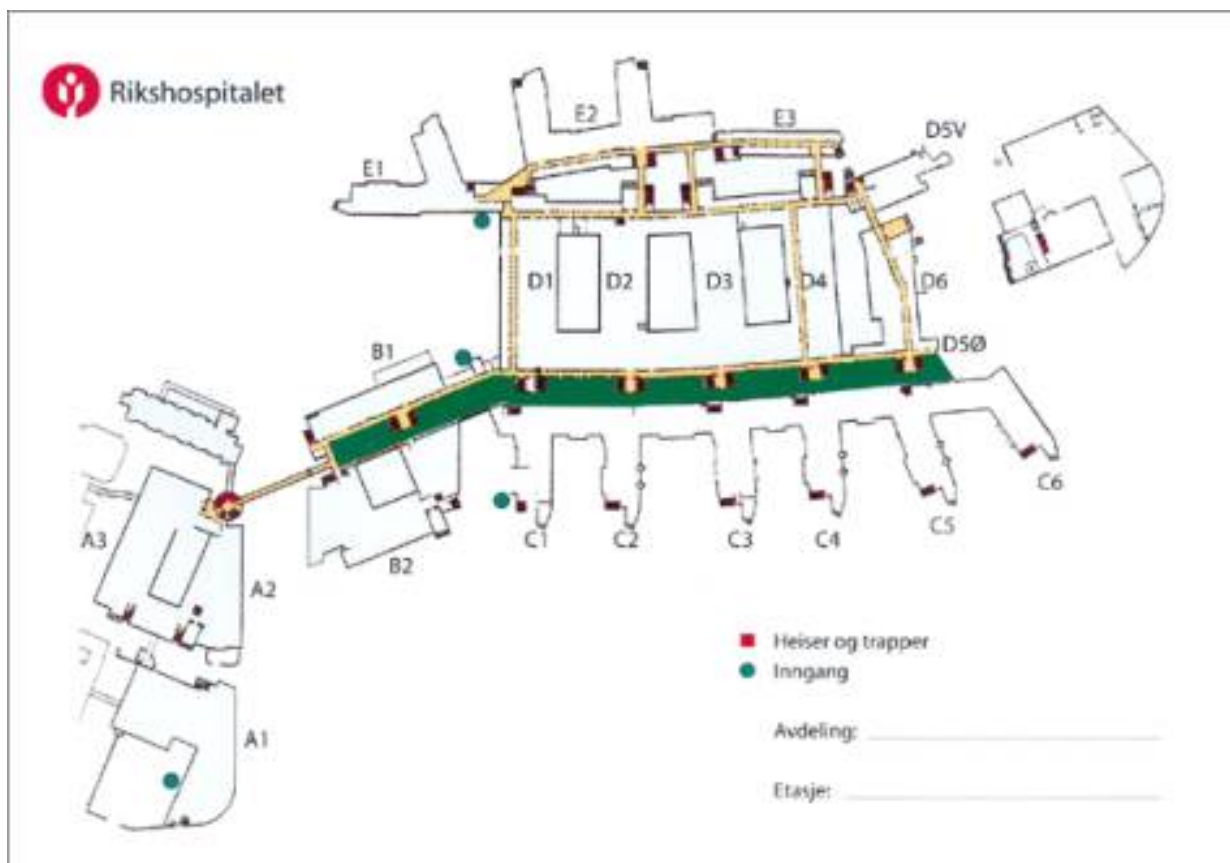 Rikshospitalet
E2
E3
D5V
E1
D1
D2
D3
D4
D6
D5Ø
B1
C6
A3
C1
C2
C3
C4
C5
B2
A2
Heiser og trapper
Inngang
A1
Avdeling:
Etasje: